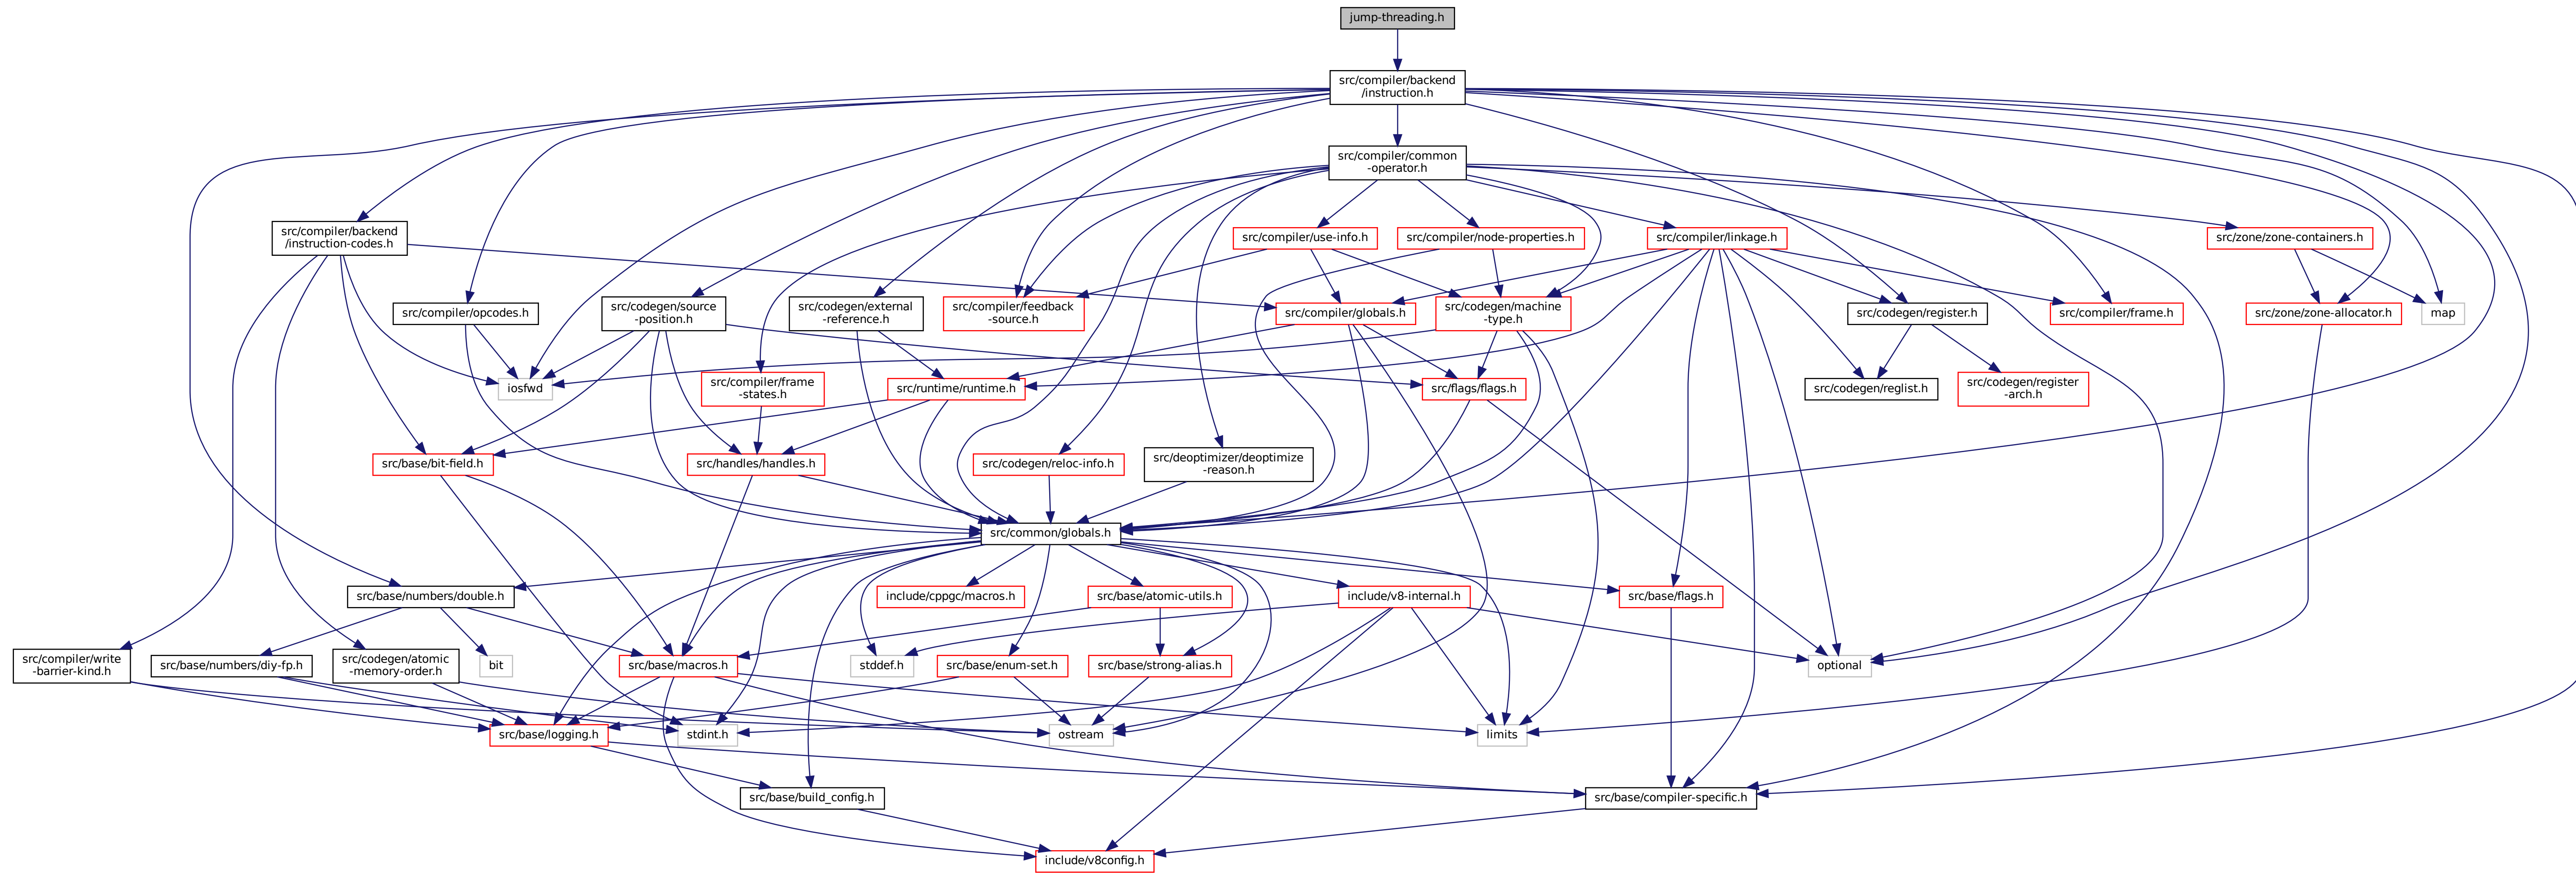 jump-threading.h
src/compiler/backend
/instruction.h
src/compiler/common
-operator.h
src/compiler/backend
/instruction-codes.h
src/compiler/use-info.h
src/compiler/node-properties.h
src/compiler/linkage.h
src/zone/zone-containers.h
src/compiler/opcodes.h
src/codegen/source
-position.h
src/codegen/external
-reference.h
src/compiler/feedback
-source.h
src/compiler/globals.h
src/codegen/machine
-type.h
src/codegen/register.h
src/compiler/frame.h
src/zone/zone-allocator.h
map
iosfwd
src/compiler/frame
-states.h
src/runtime/runtime.h
src/flags/flags.h
src/codegen/reglist.h
src/codegen/register
-arch.h
src/base/bit-field.h
src/handles/handles.h
src/codegen/reloc-info.h
src/deoptimizer/deoptimize
-reason.h
src/common/globals.h
src/base/numbers/double.h
include/cppgc/macros.h
src/base/atomic-utils.h
include/v8-internal.h
src/base/flags.h
src/compiler/write
-barrier-kind.h
src/base/numbers/diy-fp.h
src/codegen/atomic
-memory-order.h
bit
src/base/macros.h
stddef.h
src/base/enum-set.h
src/base/strong-alias.h
optional
src/base/logging.h
stdint.h
ostream
limits
src/base/build_config.h
src/base/compiler-specific.h
include/v8config.h